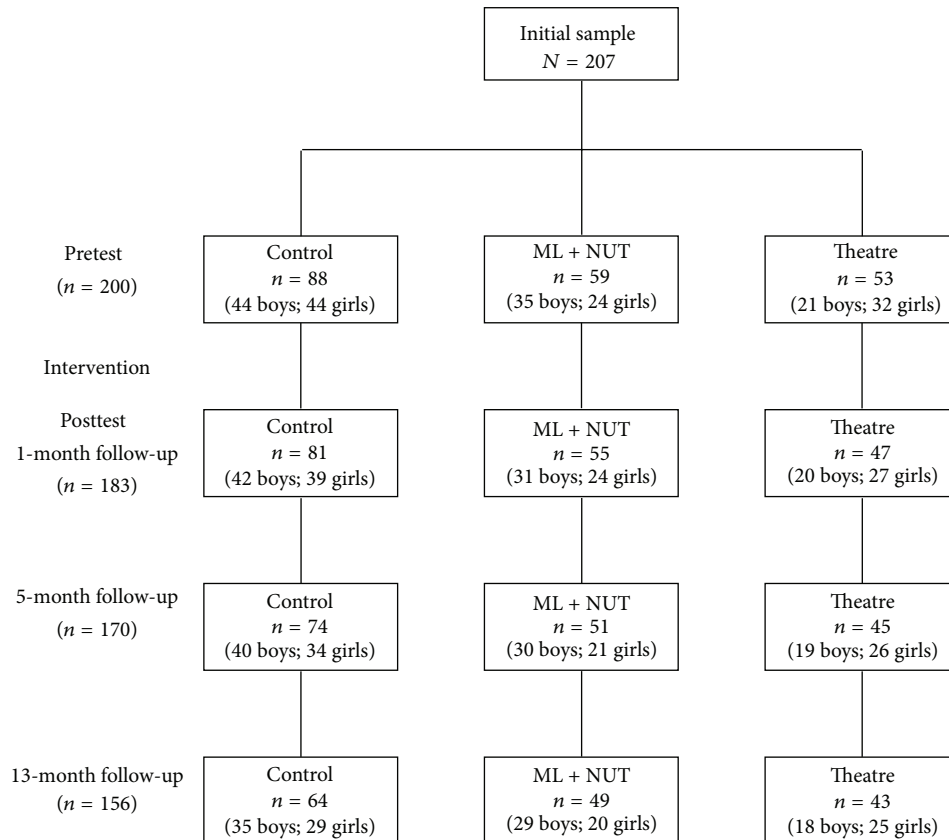 Initial sample
N = 207
Pretest
(n = 200)
Control
n = 88
(44 boys; 44 girls)
ML + NUT
n = 59
(35 boys; 24 girls)
Theatre
n = 53
(21 boys; 32 girls)
Intervention
Posttest
1-month follow-up
(n = 183)
Control
n = 81
(42 boys; 39 girls)
ML + NUT
n = 55
(31 boys; 24 girls)
Theatre
n = 47
(20 boys; 27 girls)
5-month follow-up
(n = 170)
Control
n = 74
(40 boys; 34 girls)
ML + NUT
n = 51
(30 boys; 21 girls)
Theatre
n = 45
(19 boys; 26 girls)
13-month follow-up
(n = 156)
Control
n = 64
(35 boys; 29 girls)
ML + NUT
n = 49
(29 boys; 20 girls)
Theatre
n = 43
(18 boys; 25 girls)